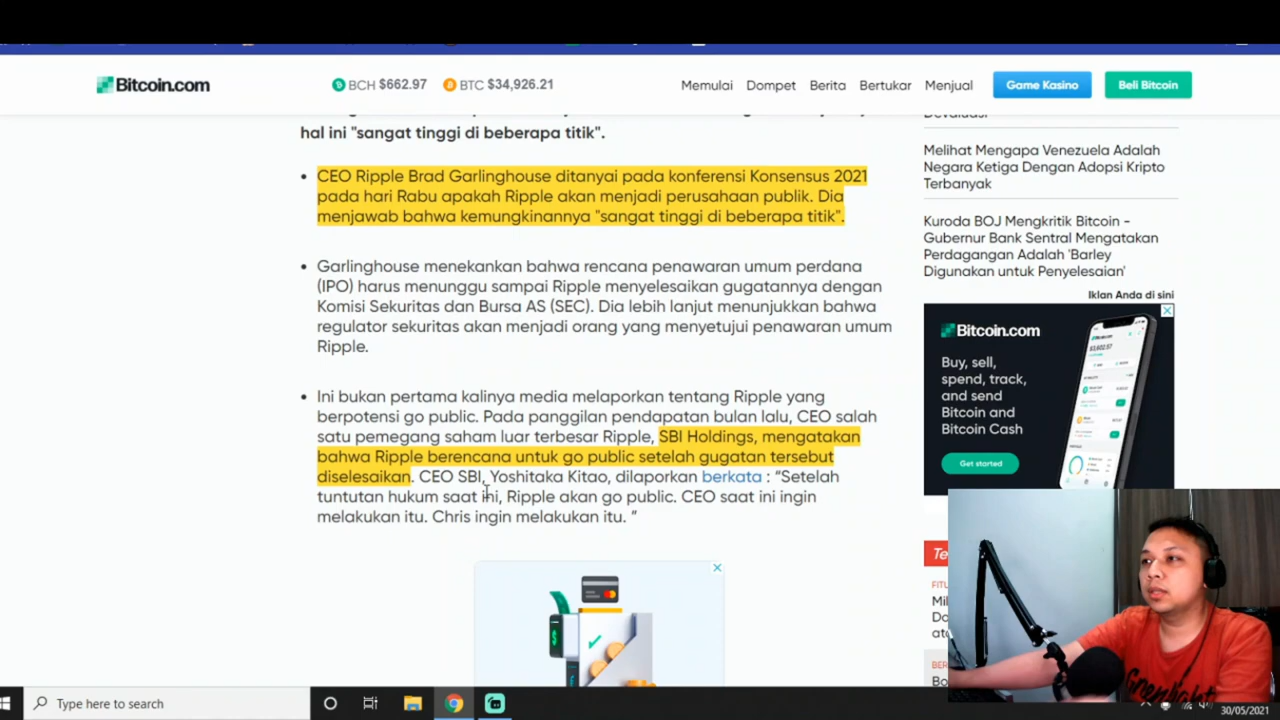 Bitcoin.com
BCH $662.97
BTC $34,926.21
Memulai
Dompet
Berita
Bertukar
Menjual
Game Kasino
Beli Bitcoin
hal ini "sangat tinggi di beberapa titik".
CEO Ripple Brad Garlinghouse ditanyai pada konferensi Konsensus 2021
pada hari Rabu apakah Ripple akan menjadi perusahaan publik. Dia
menjawab bahwa kemungkinannya "sangat tinggi di beberapa titik".
Garlinghouse menekankan bahwa rencana penawaran umum perdana
(IPO) harus menunggu sampai Ripple menyelesaikan gugatannya dengan
Komisi Sekuritas dan Bursa AS (SEC). Dia lebih lanjut menunjukkan bahwa
regulator sekuritas akan menjadi orang yang menyetujui penawaran umum
Ripple.
Ini bukan pertama kalinya media melaporkan tentang Ripple yang
berpotensi go public. Pada panggilan pendapatan bulan lalu, CEO salah
satu pemegang saham luar terbesar Ripple, SBI Holdings, mengatakan
bahwa Ripple berencana untuk go public setelah gugatan tersebut
diselesaikan. CEO SBI, Yoshitaka Kitao, dilaporkan berkata : “Setelah
tuntutan hukum saat ini, Ripple akan go public. CEO saat ini ingin
melakukan itu. Chris ingin melakukan itu. ”
Devaluasi
Melihat Mengapa Venezuela Adalah
Negara Ketiga Dengan Adopsi Kripto
Terbanyak
Kuroda BOJ Mengkritik Bitcoin -
Gubernur Bank Sentral Mengatakan
Perdagangan Adalah 'Barley
Digunakan untuk Penyelesaian'
Iklan Anda di sini
Bitcoin.com
Buy, sell,
spend, track,
and send
Bitcoin and
Bitcoin Cash
Get started
Te
FITU
Mil
Do
ato
BER
Bo
Type here to search
30/05/2021